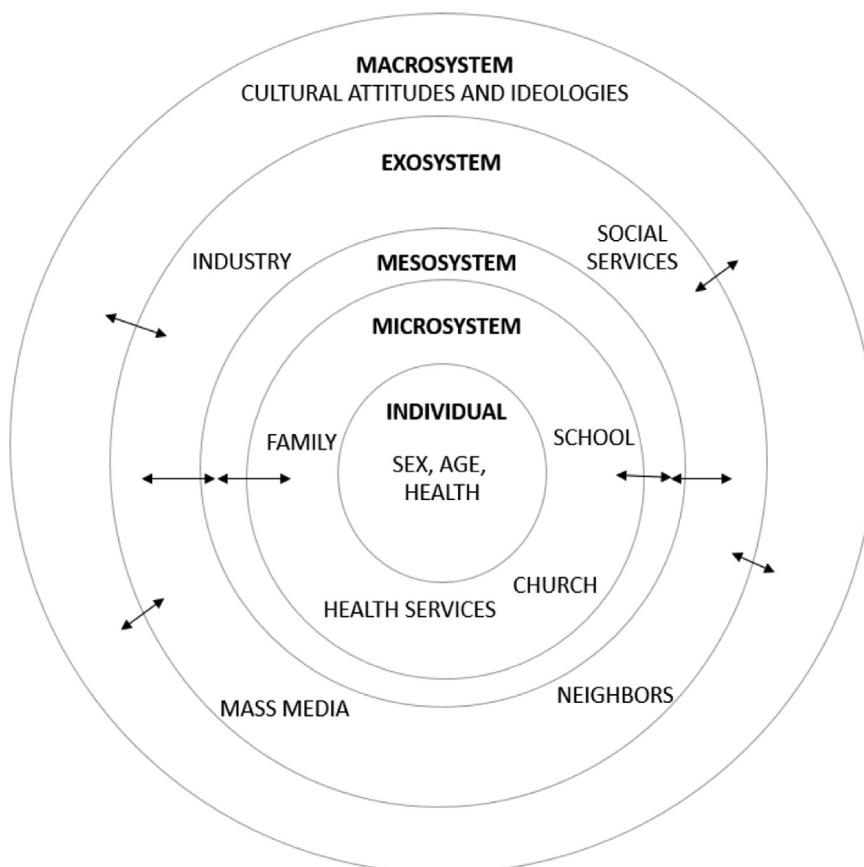 MACROSYSTEM
CULTURAL ATTITUDES AND IDEOLOGIES
EXOSYSTEM
INDUSTRY
SOCIAL
SERVICES
MESOSYSTEM
MICROSYSTEM
INDIVIDUAL
FAMILY
SCHOOL
SEX, AGE,
HEALTH
CHURCH
HEALTH SERVICES
MASS MEDIA
NEIGHBORS